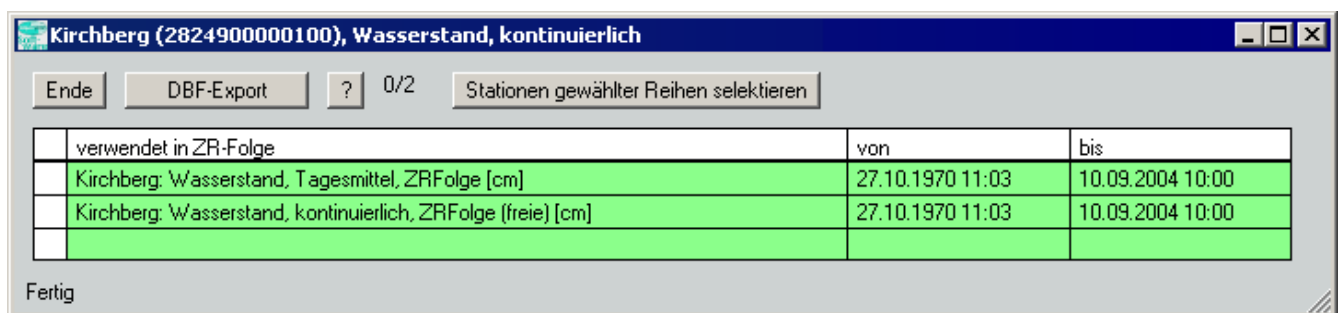 Kirchberg (2824900000100), Wasserstand, kontinuierlich
Ende DBF-Export ? 0/2 Stationen gewählter Reihen selektieren
verwendet in ZR-Folge von bis
Kirchberg: Wasserstand, Tagesmittel, ZRFolge [cm] 27.10.1970 11:03 10.09.2004 10:00
Kirchberg: Wasserstand, kontinuierlich, ZRFolge (freie) [cm] 27.10.1970 11:03 10.09.2004 10:00
Fertig